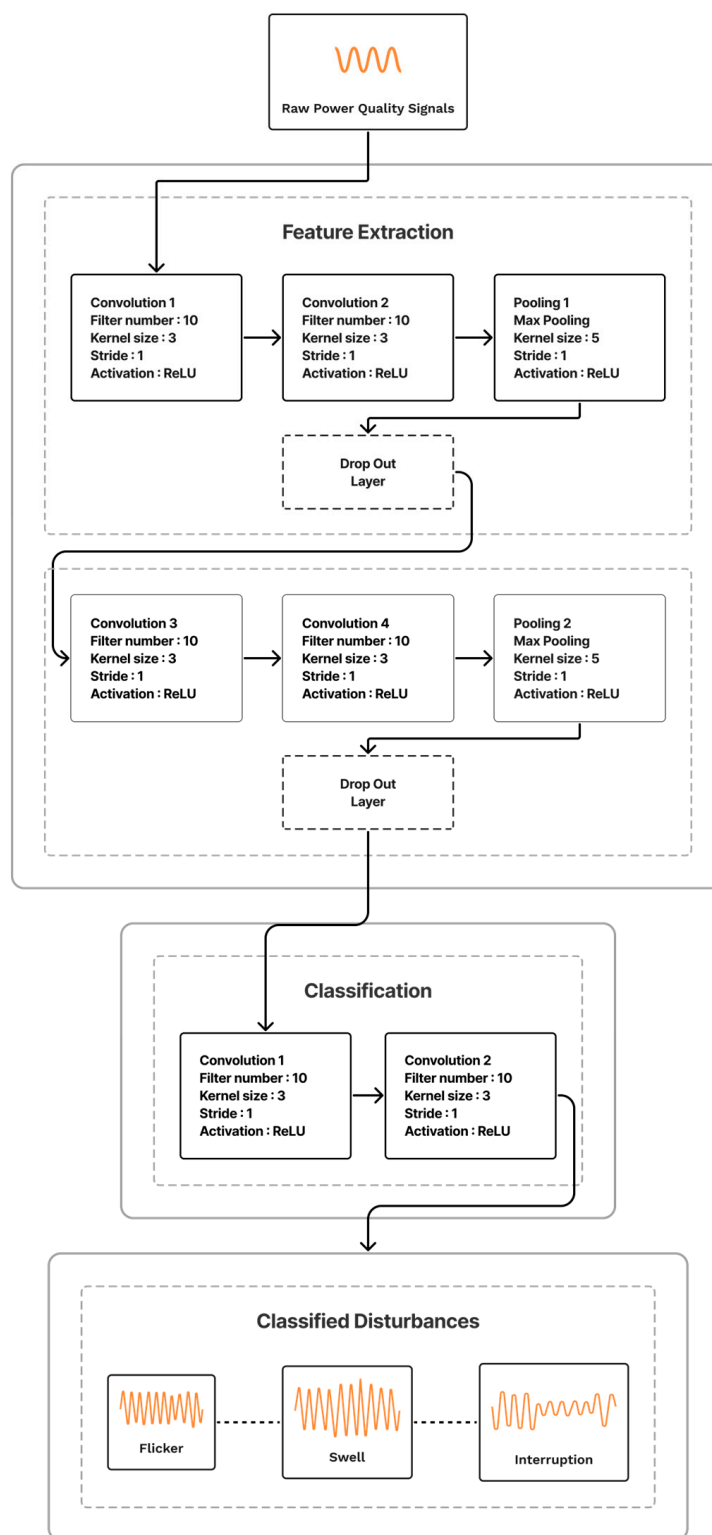 Raw Power Quality Signals
Feature Extraction
Convolution 1
Filter number : 10
Kernel size : 3
Stride : 1
Activation : ReLU
Convolution 2
Filter number : 10
Kernel size : 3
Stride : 1
Activation : ReLU
Pooling 1
Max Pooling
Kernel size : 5
Stride : 1
Activation : ReLU
Drop Out
Layer
Convolution 3
Filter number : 10
Kernel size : 3
Stride : 1
Activation : ReLU
Convolution 4
Filter number : 10
Kernel size : 3
Stride : 1
Activation : ReLU
Pooling 2
Max Pooling
Kernel size : 5
Stride : 1
Activation : ReLU
Drop Out
Layer
Classification
Convolution 1
Filter number : 10
Kernel size : 3
Stride : 1
Activation : ReLU
Convolution 2
Filter number : 10
Kernel size : 3
Stride : 1
Activation : ReLU
Classified Disturbances
Flicker
Swell
Interruption